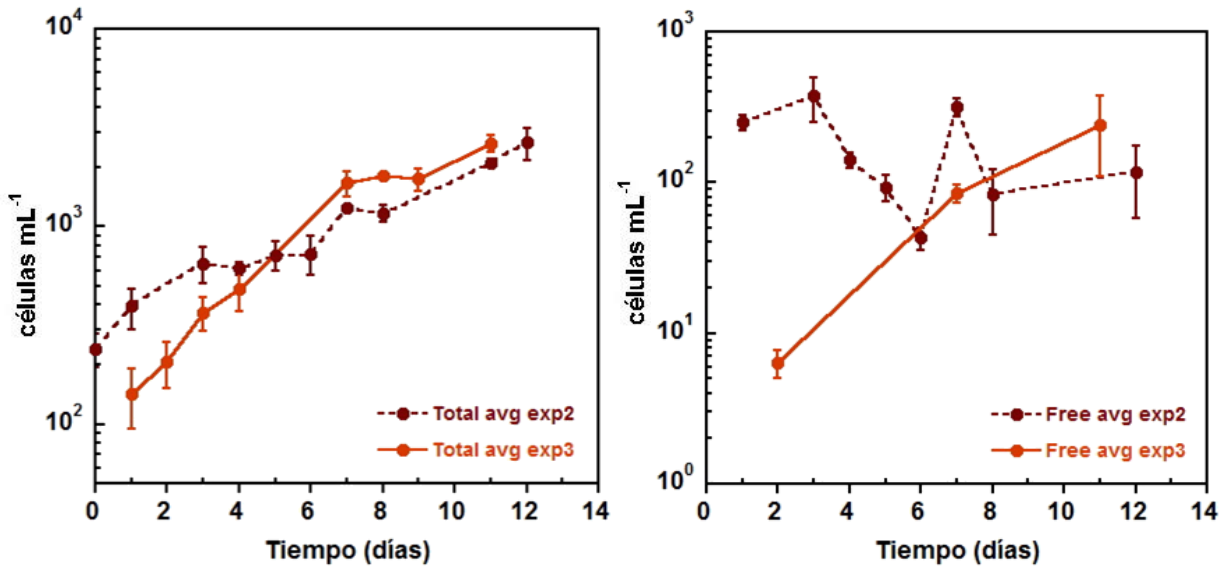 10^4
10^3
10^2
células mL^-1
0 2 4 6 8 10 12 14
Tiempo (días)
Total avg exp2
Total avg exp3
10^3
10^2
10^1
10^0
células mL^-1
0 2 4 6 8 10 12 14
Tiempo (días)
Free avg exp2
Free avg exp3